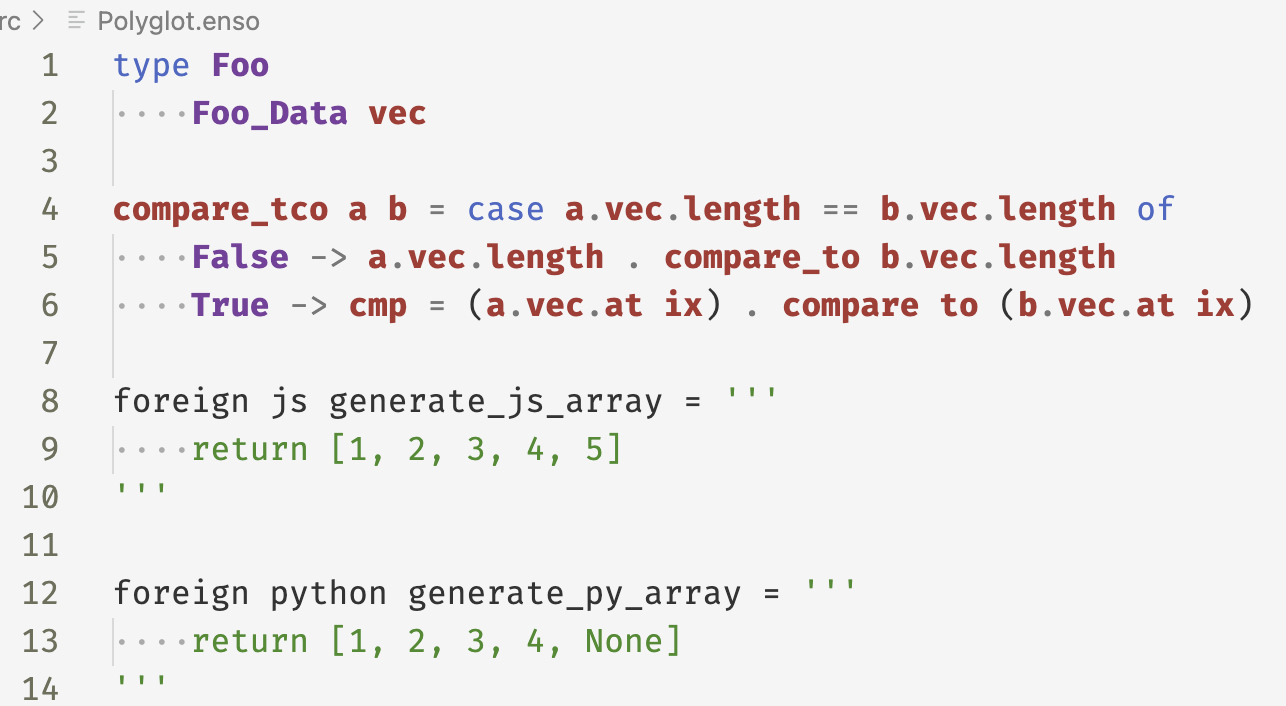 rc > Polyglot.enso
1 type Foo
2 ····Foo_Data vec
3
4 compare_tco a b = case a.vec.length == b.vec.length of
5 ····False -> a.vec.length . compare_to b.vec.length
6 ····True -> cmp = (a.vec.at ix) . compare to (b.vec.at ix)
7
8 foreign js generate_js_array = '''
9 ····return [1, 2, 3, 4, 5]
10 '''
11
12 foreign python generate_py_array = '''
13 ····return [1, 2, 3, 4, None]
14 '''